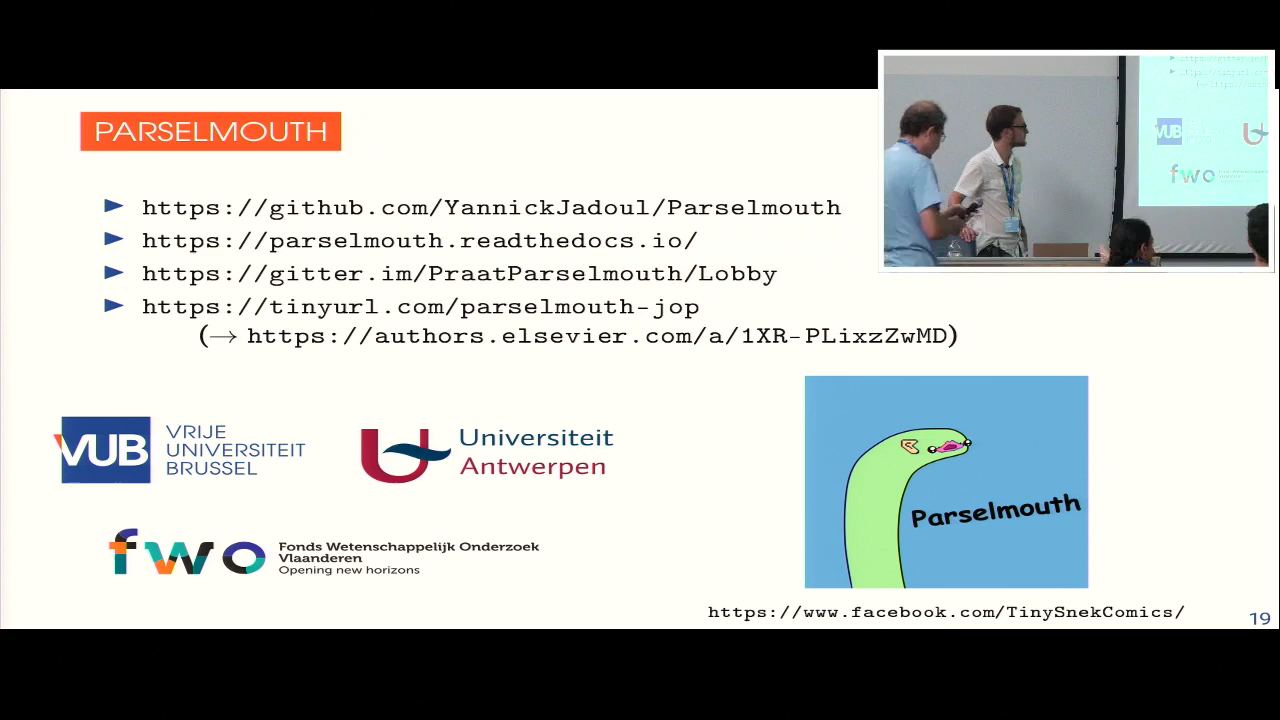 PARSELMOUTH
► https://github.com/YannickJadoul/Parselmouth
► https://parselmouth.readthedocs.io/
► https://gitter.im/PraatParselmouth/Lobby
► https://tinyurl.com/parselmouth-jop
(→ https://authors.elsevier.com/a/1XR-PLixzZwMD)
VUB
VRIJE
UNIVERSITEIT
BRUSSEL
U
Universiteit
Antwerpen
fwo
Fonds Wetenschappelijk Onderzoek
Vlaanderen
Opening new horizons
Parselmouth
https://www.facebook.com/TinySnekComics/
19
VUB
fwo